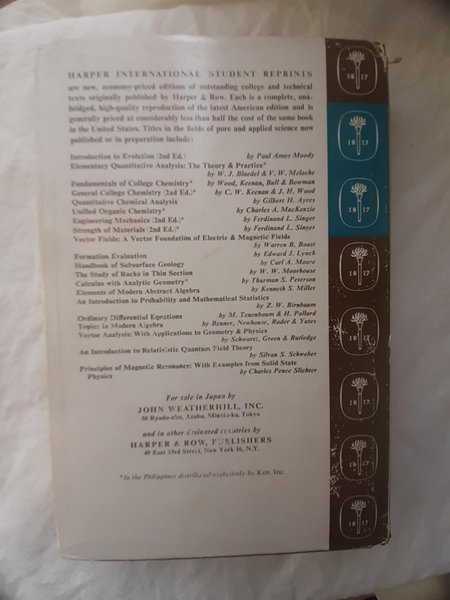 HARPER INTERNATIONAL STUDENT REPRINTS
are new, economy-priced editions of outstanding college and technical
texts originally published by Harper & Row. Each is a complete, una-
bridged, high-quality reproduction of the latest American edition and is
generally priced at considerably less than half the cost of the same book
in the United States. Titles in the fields of pure and applied science now
published or in preparation include:
Introduction to Evolution (2nd Ed.) by Paul Amos Moody
Elementary Quantitative Analysis: The Theory & Practice*
by W. J. Blaedel & V. W. Meloche
Fundamentals of College Chemistry* by Wood, Keenan, Bull & Bowman
General College Chemistry (2nd Ed.)* by C. W. Keenan & J. H. Wood
Quantitative Chemical Analysis by Gilbert H. Ayres
Unified Organic Chemistry* by Charles A. MacKenzie
Engineering Mechanics (2nd Ed.)* by Ferdinand L. Singer
Strength of Materials (2nd Ed.)* by Ferdinand L. Singer
Vector Fields: A Vector Foundation of Electric & Magnetic Fields
by Warren B. Boast
Formation Evaluation by Edward J. Lynch
Handbook of Subsurface Geology by Carl A. Moore
The Study of Rocks in Thin Section by W. W. Moorhouse
Calculus with Analytic Geometry* by Thurman S. Peterson
Elements of Modern Abstract Algebra by Kenneth S. Miller
An Introduction to Probability and Mathematical Statistics
by Z. W. Birnbaum
Ordinary Differential Equations by M. Tenenbaum & H. Pollard
Topics in Modern Algebra by Benner, Newhouse, Rader & Yates
Vector Analysis: With Applications to Geometry & Physics
by Schwartz, Green & Rutledge
An Introduction to Relativistic Quantum Field Theory
by Silvan S. Schweber
Principles of Magnetic Resonance: With Examples from Solid State
Physics by Charles Pence Slichter
For sale in Japan by
JOHN WEATHERHILL, INC.
50 Ryudo-cho, Azabu, Minato-ku, Tokyo
and in other designated countries by
HARPER & ROW, PUBLISHERS
49 East 33rd Street, New York 16, N.Y.
*In the Philippines distributed exclusively by Ken, Inc.
18 17
18 17
18 17
18 17
18 17
18 17
18 17
18 17